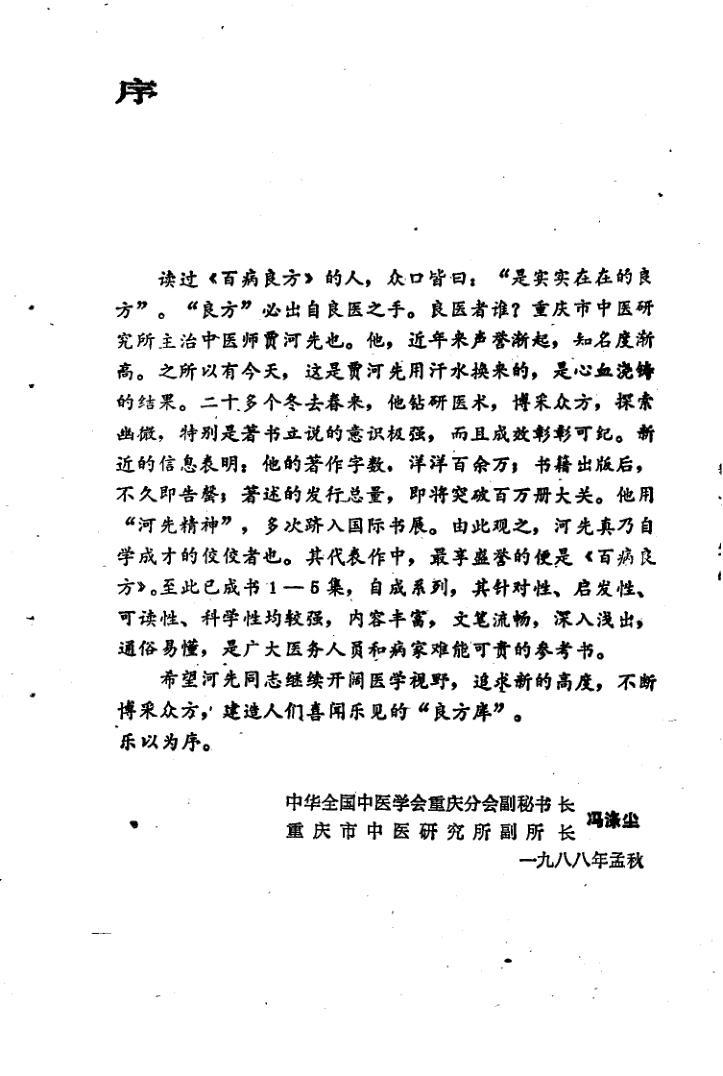 序
读过《百病良方》的人，众口皆曰：“是实实在在的良
方”。“良方”必出自良医之手。良医者谁？重庆市中医研
究所主治中医师贾河先也。他，近年来声誉渐起，知名度渐
高。之所以有今天，这是贾河先用汗水换来的，是心血浇铸
的结果。二十多个冬去春来，他钻研医术，博采众方，探索
幽微，特别是著书立说的意识极强，而且成效彰彰可纪。新
近的信息表明：他的著作字数，洋洋百余万；书籍出版后，
不久即告罄；著述的发行总量，即将突破百万册大关。他用
“河先精神”，多次跻入国际书展。由此观之，河先真乃自
学成才的佼佼者也。其代表作中，最享盛誉的便是《百病良
方》。至此已成书1—5集，自成系列，其针对性、启发性、
可读性、科学性均较强，内容丰富，文笔流畅，深入浅出，
通俗易懂，是广大医务人员和病家难能可贵的参考书。
希望河先同志继续开阔医学视野，追求新的高度，不断
博采众方，建造人们喜闻乐见的“良方库”。
乐以为序。
中华全国中医学会重庆分会副秘书长
重庆市中医研究所副所长
冯涤尘
一九八八年孟秋